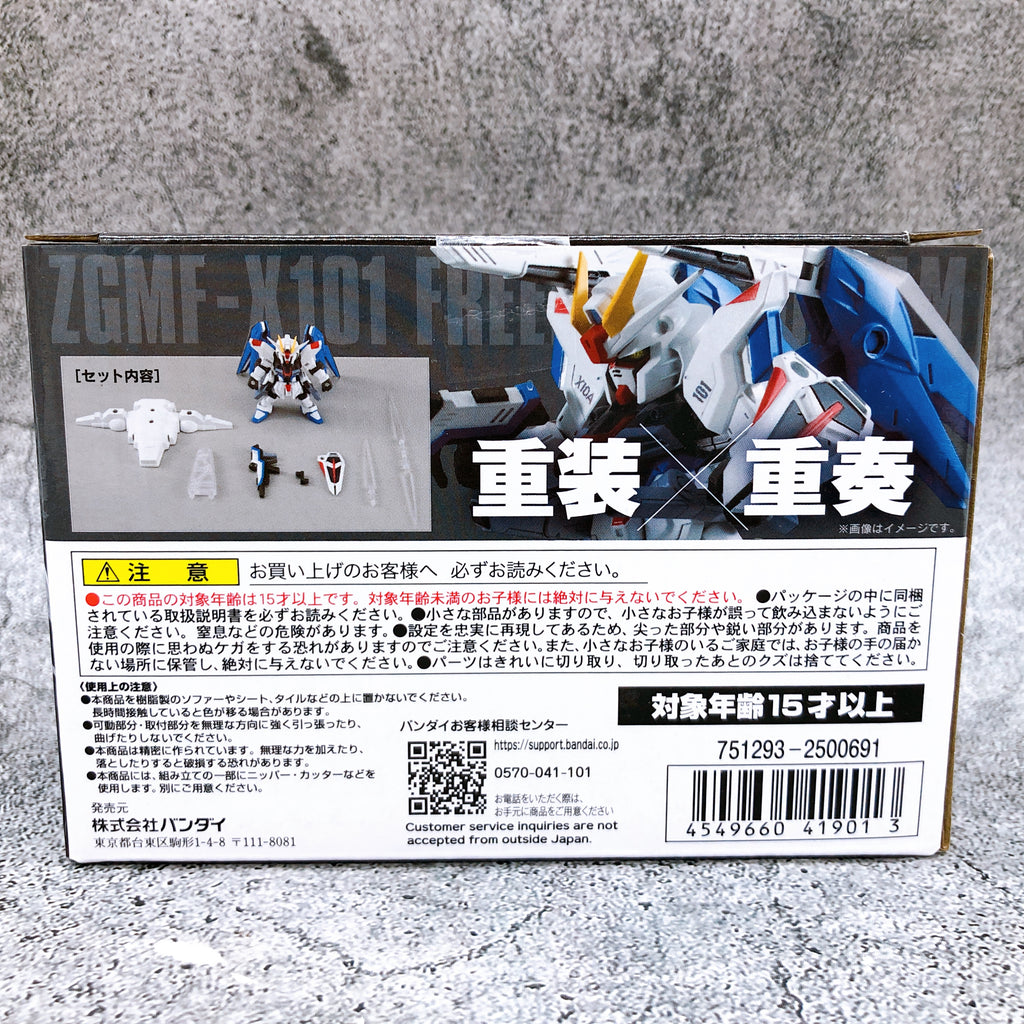 ZGMF-X101 FREE AM
[セット内容]
X10A
101
重装×重奏
※画像はイメージです。
⚠注 意 お買い上げのお客様へ 必ずお読みください。
●この商品の対象年齢は15才以上です。対象年齢未満のお子様には絶対に与えないでください。●パッケージの中に同梱
されている取扱説明書を必ずお読みください。●小さな部品がありますので、小さなお子様が誤って飲み込まないようにご
注意ください。窒息などの危険があります。●設定を忠実に再現してあるため、尖った部分や鋭い部分があります。商品を
使用の際に思わぬケガをする恐れがありますのでご注意ください。また、小さなお子様のいるご家庭では、お子様の手の届か
ない場所に保管し、絶対に与えないでください。●パーツはきれいに切り取り、切り取ったあとのクズは捨ててください。
〈使用上の注意〉
●本商品を樹脂製のソファーやシート、タイルなどの上に置かないでください。
長時間接触していると色が移る場合があります。
●可動部分・取付部分を無理な方向に強く引っ張ったり、
曲げたりしないでください。
●本商品は精密に作られています。無理な力を加えたり、
落としたりすると破損する恐れがあります。
●本商品には、組み立ての一部にニッパー・カッターなどを
使用します。別にご用意ください。
発売元
株式会社バンダイ
東京都台東区駒形1-4-8 〒111-8081
バンダイお客様相談センター
https://support.bandai.co.jp
0570-041-101
お電話をいただく際は、
お手元に商品をご用意ください
Customer service inquiries are not
accepted from outside Japan.
対象年齢15才以上
751293-2500691
4549660 41901 3